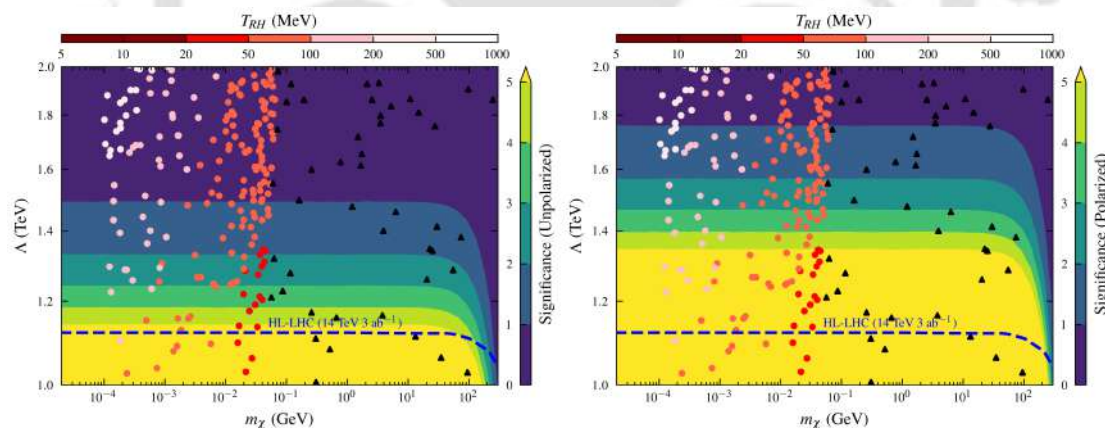 T_RH (MeV)
5 10 20 50 100 200 500 1000
2.0
1.8
1.6
1.4
1.2
1.0
Λ (TeV)
HL-LHC (14 TeV 3 ab⁻¹)
10⁻⁴ 10⁻³ 10⁻² 10⁻¹ 10⁰ 10¹ 10²
m_χ (GeV)
5
4
3
2
1
0
Significance (Unpolarized)
T_RH (MeV)
5 10 20 50 100 200 500 1000
2.0
1.8
1.6
1.4
1.2
1.0
Λ (TeV)
HL-LHC (14 TeV 3 ab⁻¹)
10⁻⁴ 10⁻³ 10⁻² 10⁻¹ 10⁰ 10¹ 10²
m_χ (GeV)
5
4
3
2
1
0
Significance (Polarized)